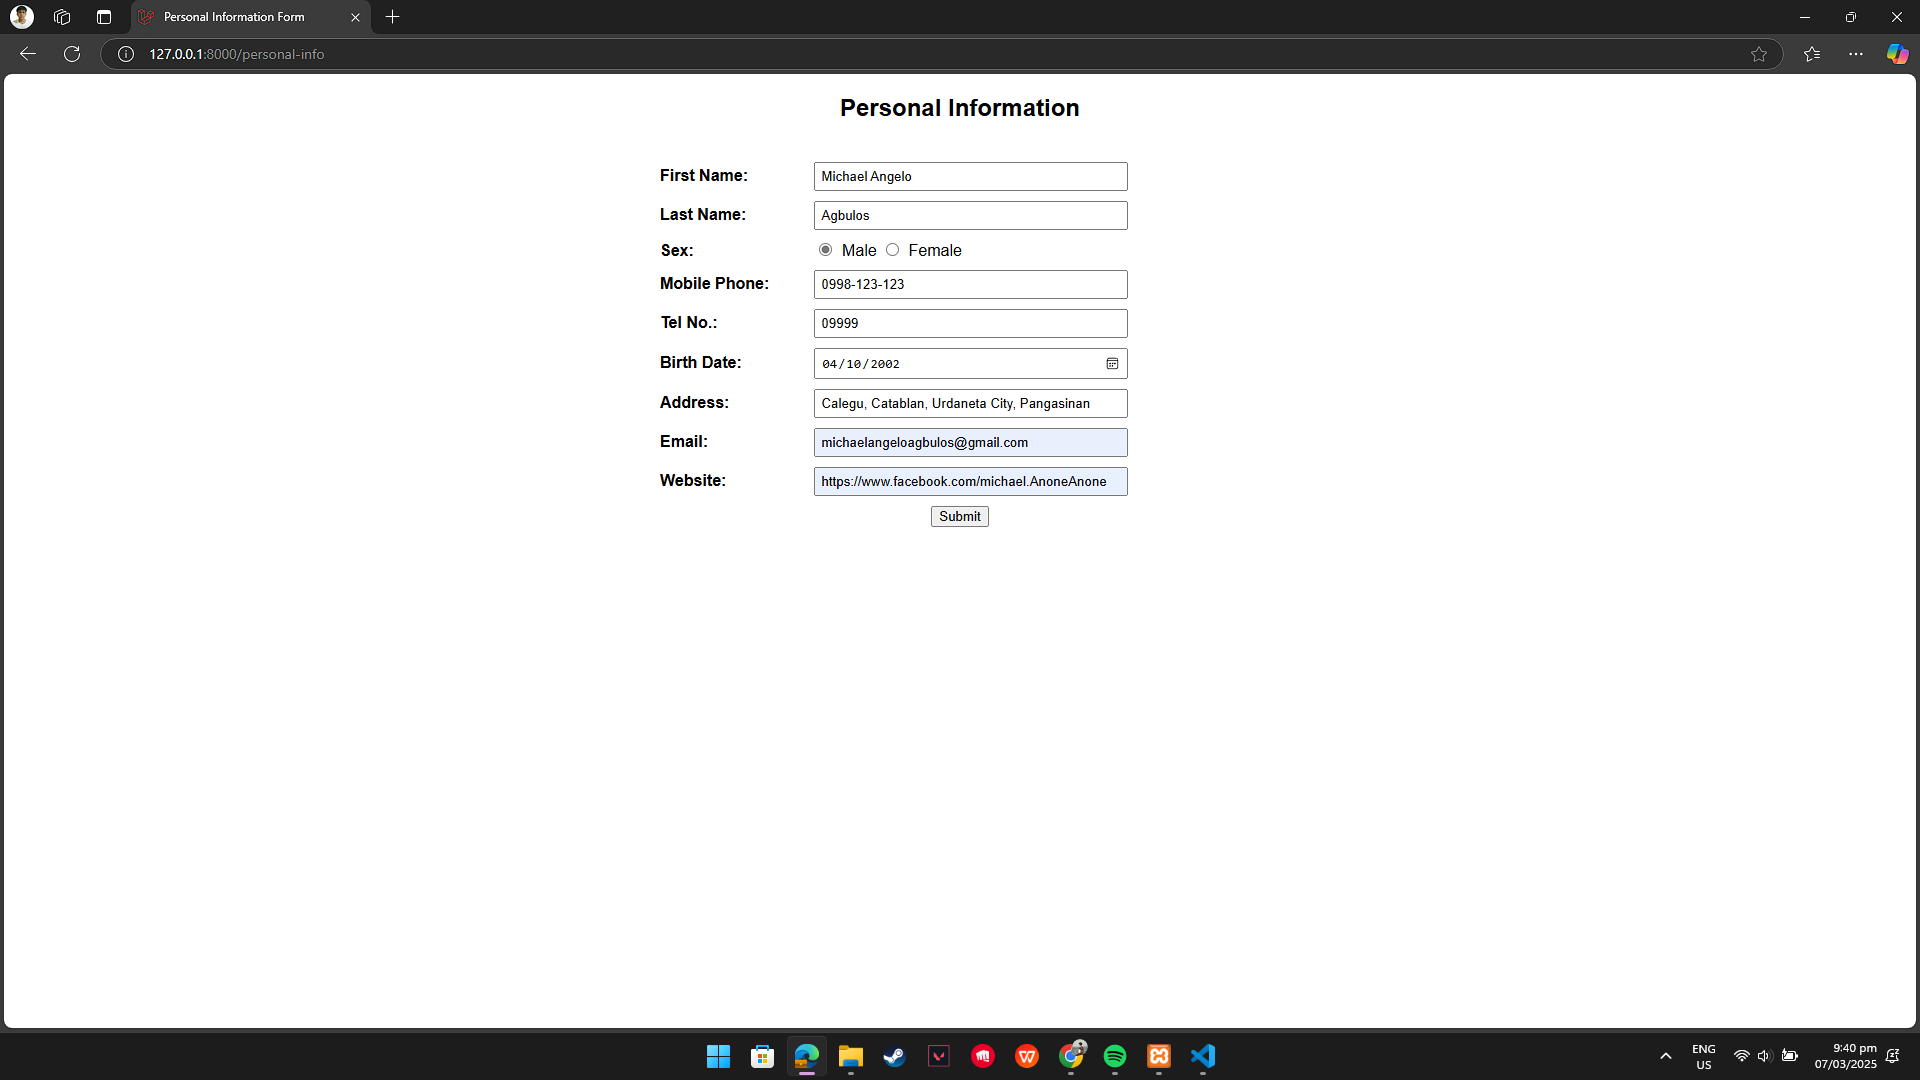 Personal Information Form
127.0.0.1:8000/personal-info
Personal Information
First Name: Michael Angelo
Last Name: Agbulos
Sex: Male Female
Mobile Phone: 0998-123-123
Tel No.: 09999
Birth Date: 04/10/2002
Address: Calegu, Catablan, Urdaneta City, Pangasinan
Email: michaelangeloagbulos@gmail.com
Website: https://www.facebook.com/michael.AnoneAnone
Submit
ENG 9:40 pm
US 07/03/2025